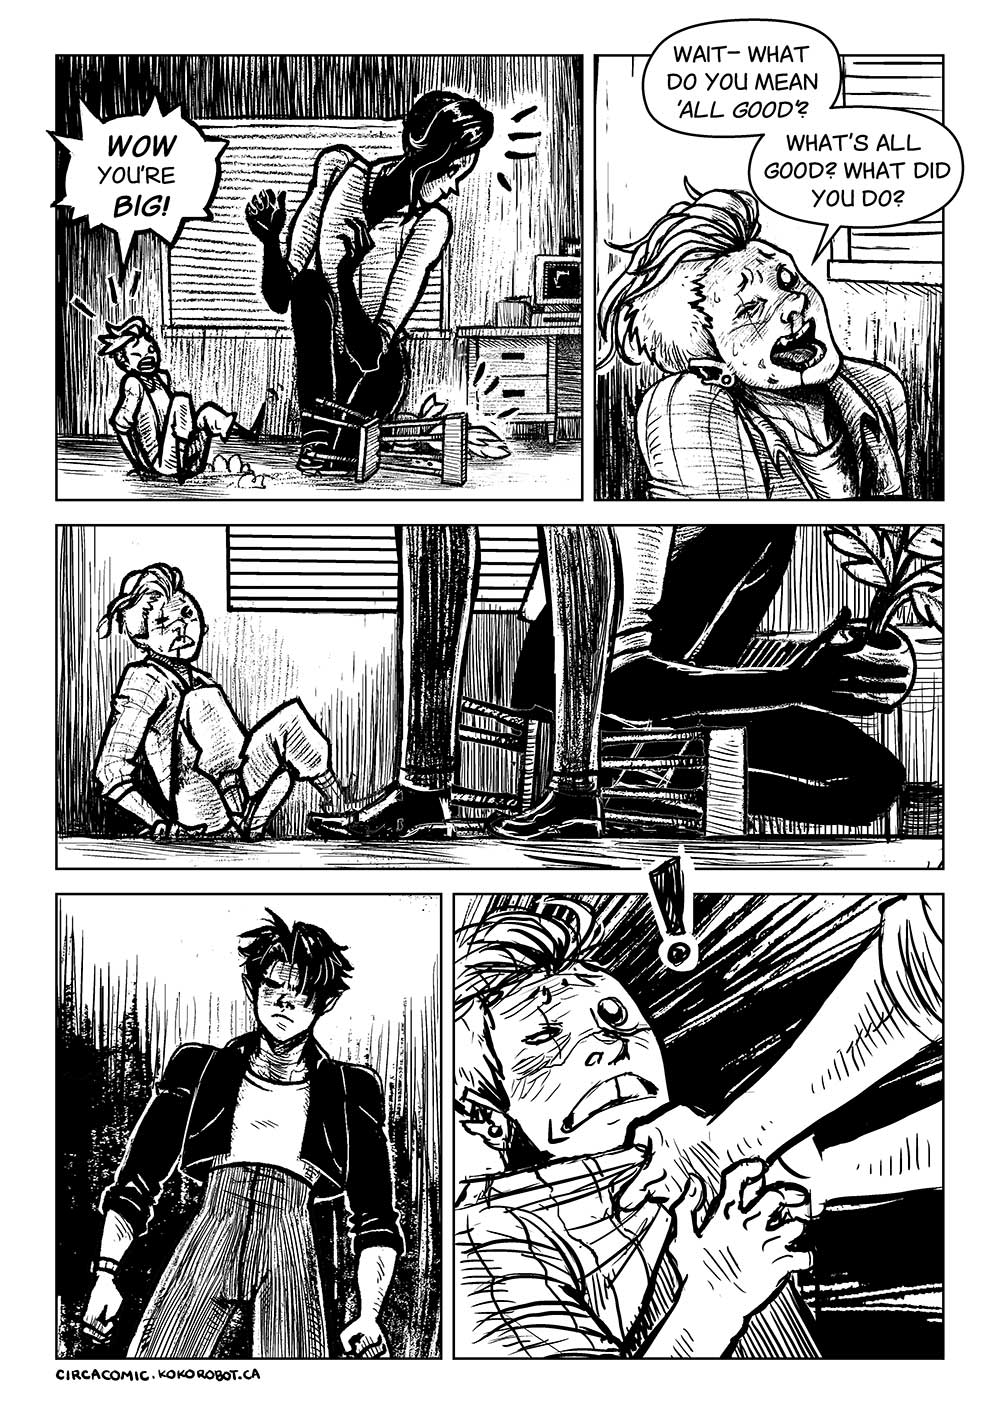 WOW
YOU'RE
BIG!
WAIT- WHAT
DO YOU MEAN
'ALL GOOD'?
WHAT'S ALL
GOOD? WHAT DID
YOU DO?
!
CIRCACOMIC.KOKOROBOT.CA